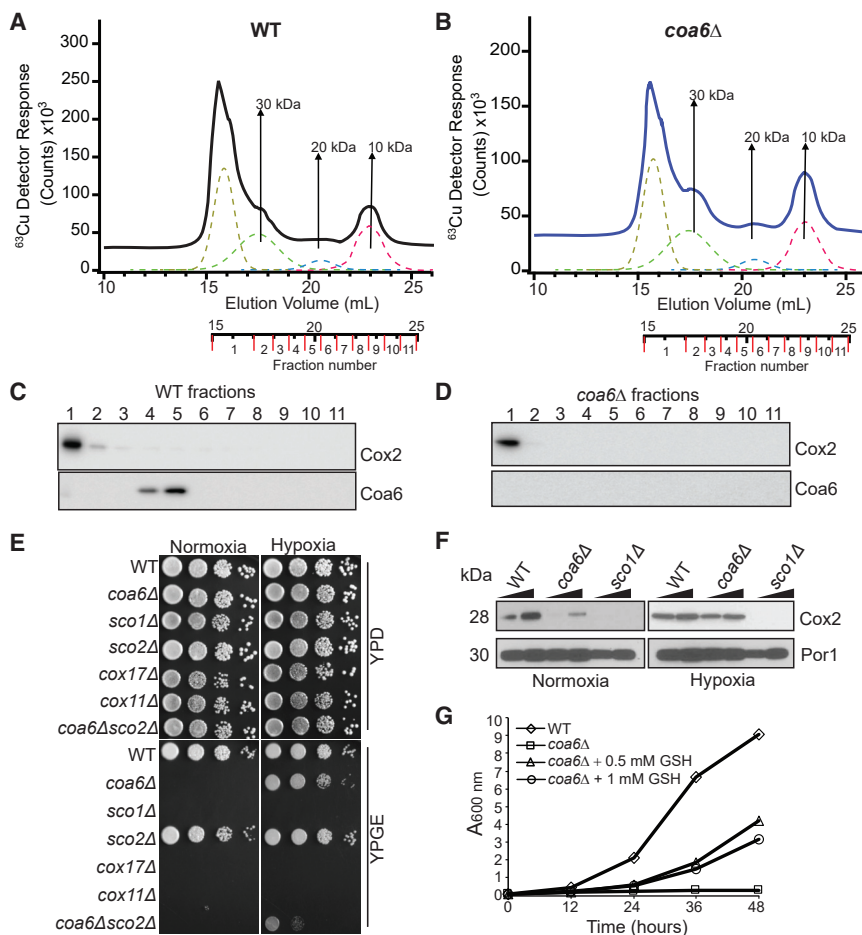 A
WT
⁶³Cu Detector Response
(Counts) x10³
300
250
200
150
100
50
0
30 kDa
20 kDa
10 kDa
10 15 20 25
Elution Volume (mL)
15 20 25
1 2 3 4 5 6 7 8 9 10 11
Fraction number
B
coa6Δ
⁶³Cu Detector Response
(Counts) x10³
200
150
100
50
0
30 kDa
20 kDa
10 kDa
10 15 20 25
Elution Volume (mL)
15 20 25
1 2 3 4 5 6 7 8 9 10 11
Fraction number
C
WT fractions
1 2 3 4 5 6 7 8 9 10 11
Cox2
Coa6
D
coa6Δ fractions
1 2 3 4 5 6 7 8 9 10 11
Cox2
Coa6
E
Normoxia Hypoxia
WT
coa6Δ
sco1Δ
sco2Δ
cox17Δ
cox11Δ
coa6Δsco2Δ
YPD
WT
coa6Δ
sco1Δ
sco2Δ
cox17Δ
cox11Δ
coa6Δsco2Δ
YPGE
F
kDa WT coa6Δ sco1Δ WT coa6Δ sco1Δ
28 Cox2
30 Por1
Normoxia Hypoxia
G
A600 nm
10
9
8
7
6
5
4
3
2
1
0
WT
coa6Δ
coa6Δ + 0.5 mM GSH
coa6Δ + 1 mM GSH
0 12 24 36 48
Time (hours)